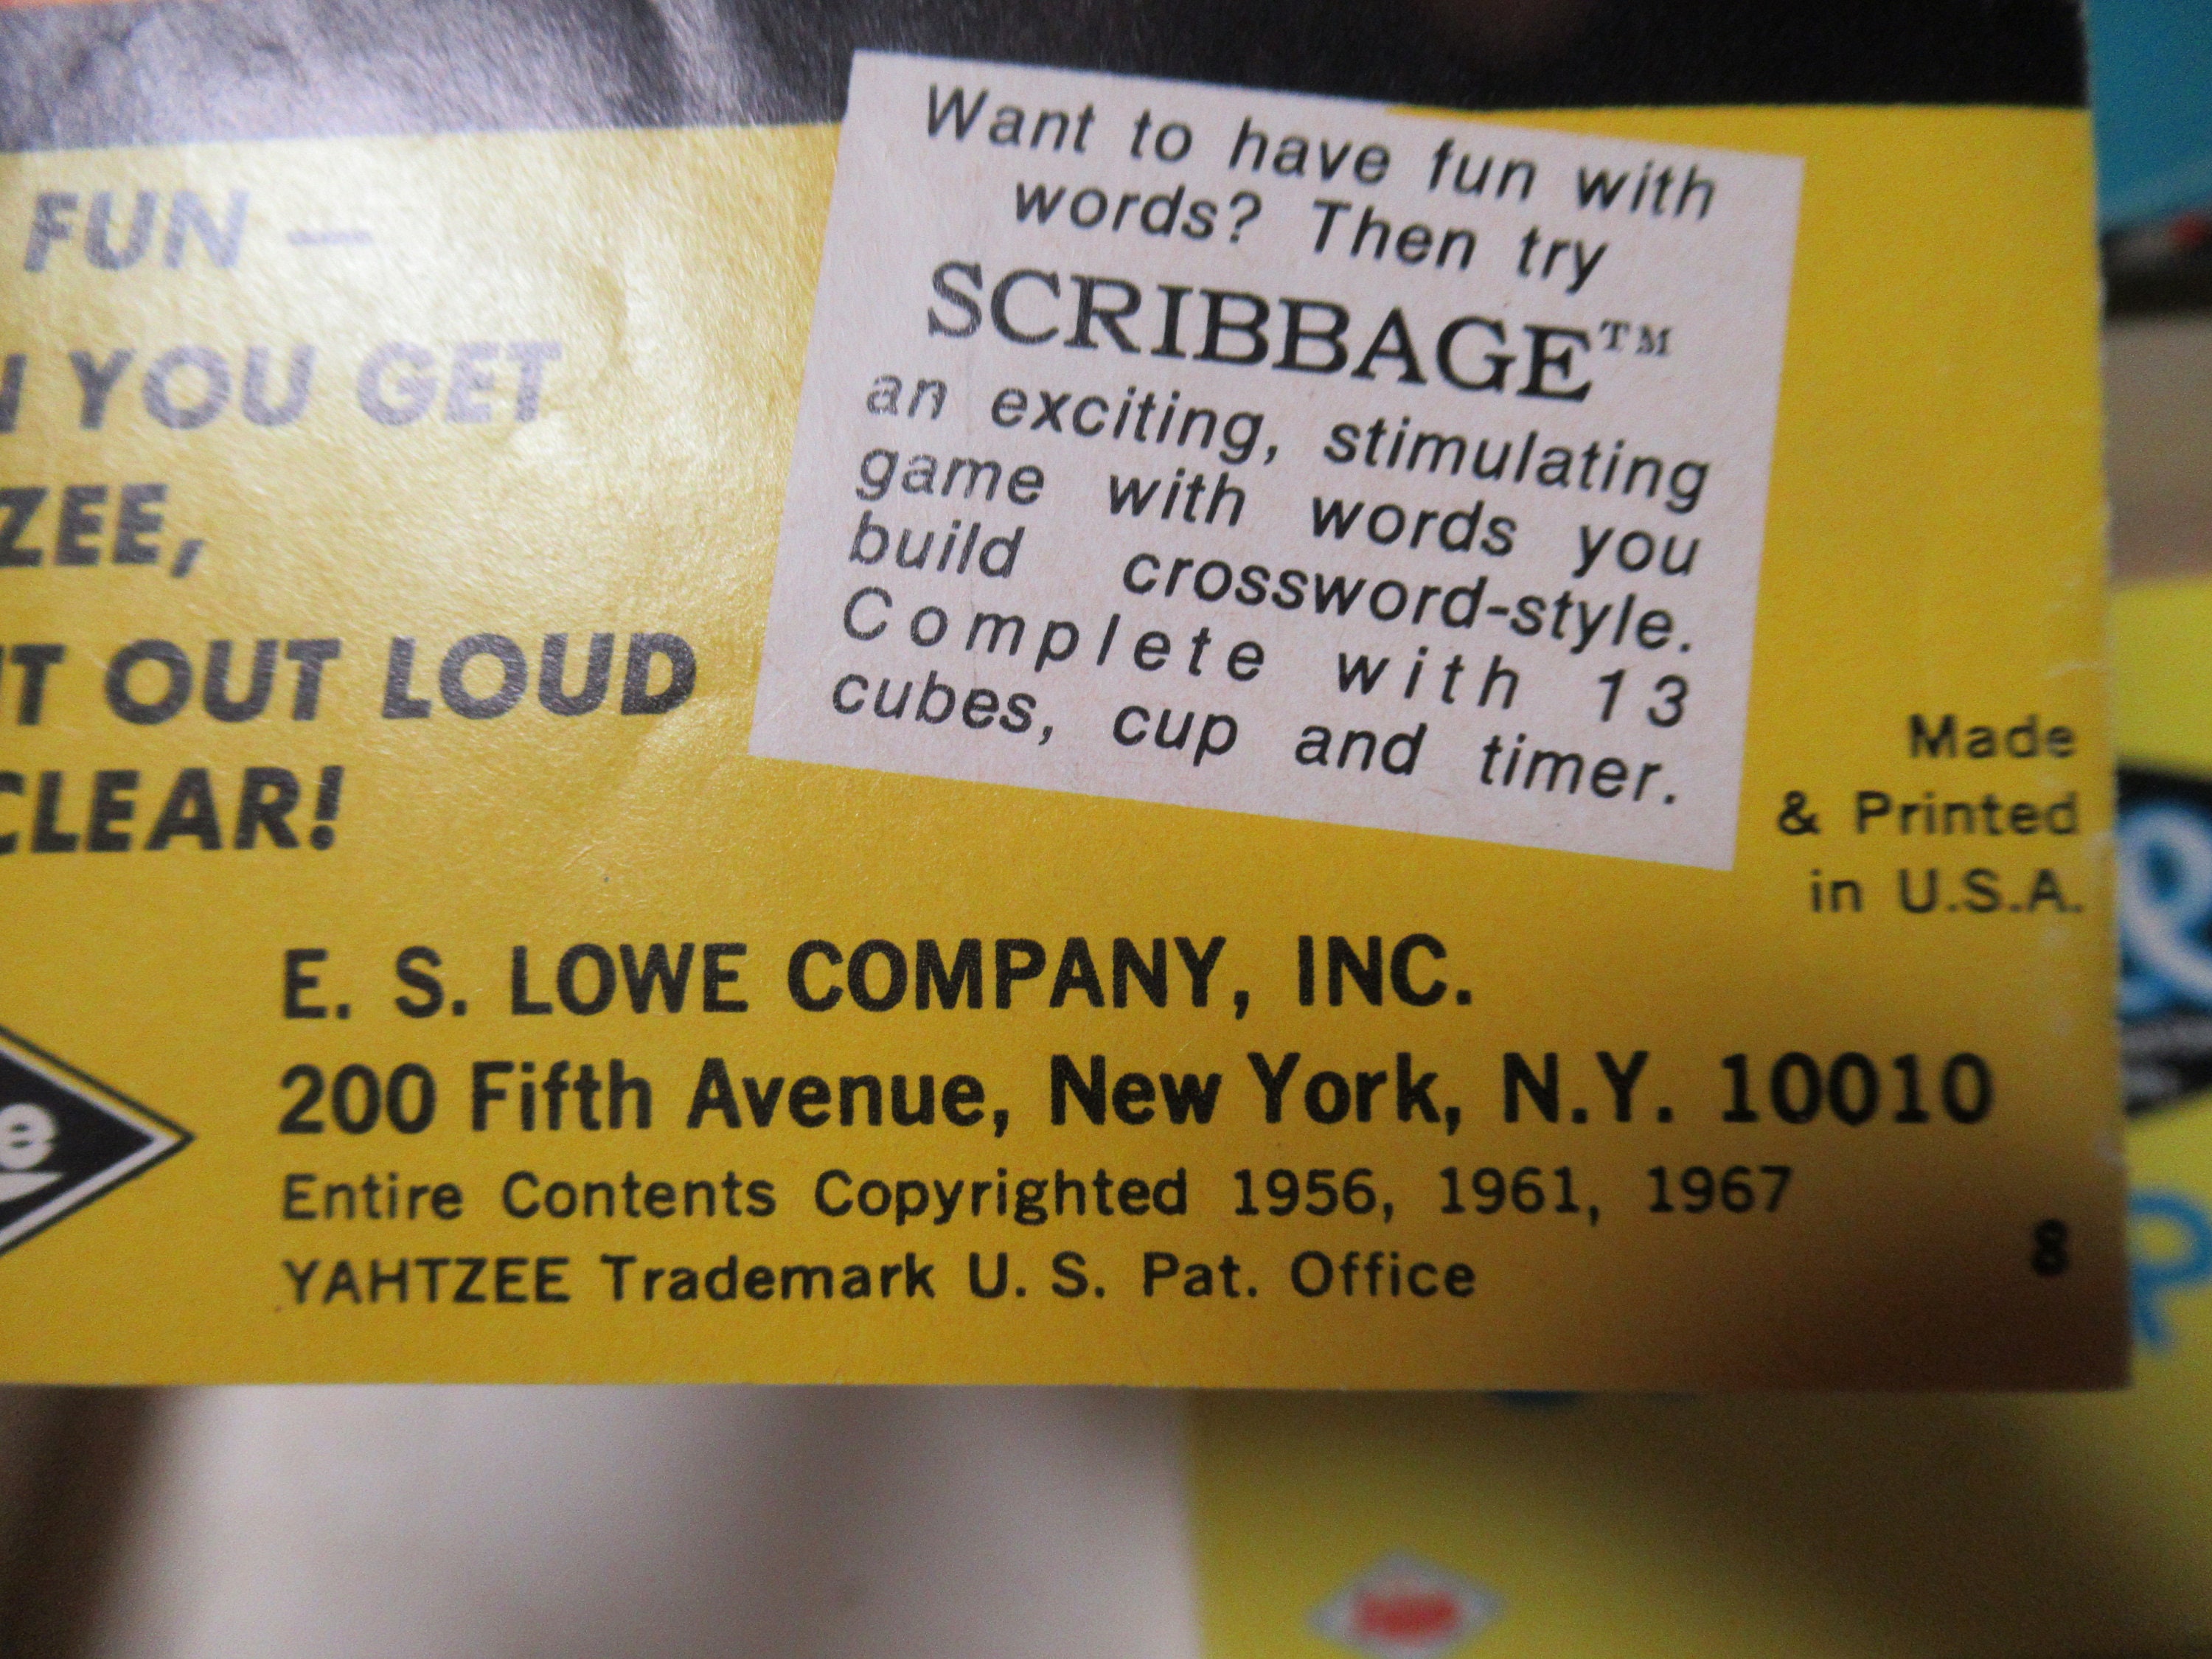 FUN —
YOU GET
ZEE,
OUT LOUD
CLEAR!
Want to have fun with
words? Then try
SCRIBBAGE™
an exciting, stimulating
game with words you
build crossword-style.
Complete with 13
cubes, cup and timer.
Made
& Printed
in U.S.A.
E. S. LOWE COMPANY, INC.
200 Fifth Avenue, New York, N.Y. 10010
Entire Contents Copyrighted 1956, 1961, 1967
YAHTZEE Trademark U. S. Pat. Office
8